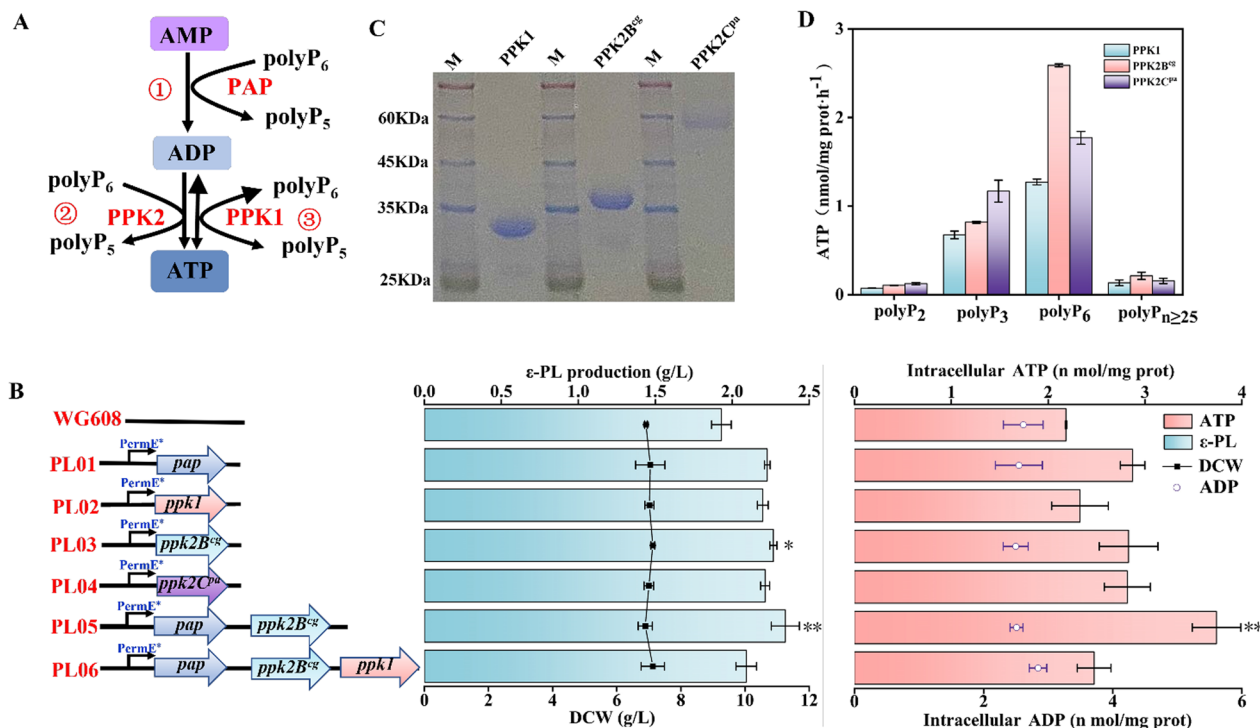 A
AMP
polyP6
①
PAP
polyP5
ADP
polyP6
polyP6
②
PPK2
PPK1
③
polyP5
polyP5
ATP
C
M
PPK1
M
PPK2Bcg
M
PPK2Cpa
60KDa
45KDa
35KDa
25KDa
D
PPK1
PPK2Bcg
PPK2Cpa
ATP (nmol/mg prot·h-1)
3
2
1
0
polyP2
polyP3
polyP6
polyPn≥25
B
WG608
PL01
PermE*
pap
PL02
PermE*
ppk1
PL03
PermE*
ppk2Bcg
PL04
PermE*
ppk2Cpa
PL05
PermE*
pap
ppk2Bcg
PL06
PermE*
pap
ppk2Bcg
ppk1
ε-PL production (g/L)
0.0 0.5 1.0 1.5 2.0 2.5
*
**
0 2 4 6 8 10 12
DCW (g/L)
Intracellular ATP (n mol/mg prot)
0 1 2 3 4
ATP
ε-PL
DCW
ADP
**
2 4 6
Intracellular ADP (n mol/mg prot)